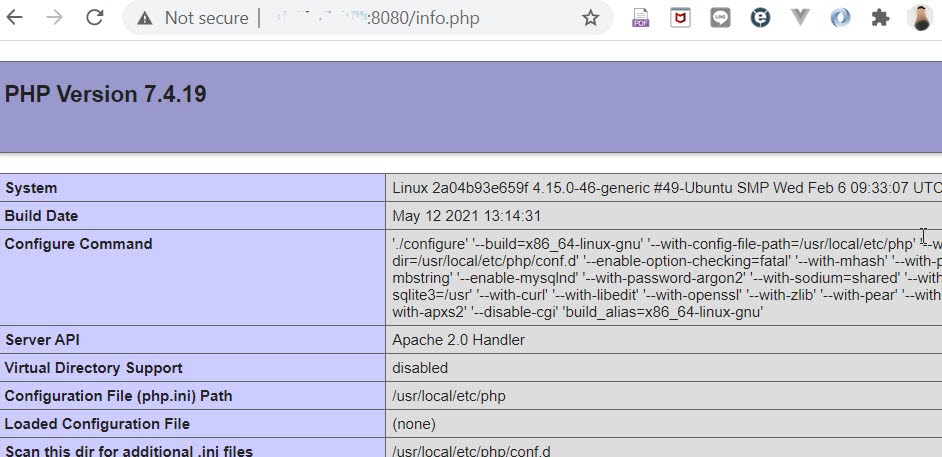 Not secure
:8080/info.php
PDF
LINE
PHP Version 7.4.19
System
Linux 2a04b93e659f 4.15.0-46-generic #49-Ubuntu SMP Wed Feb 6 09:33:07 UTC
Build Date
May 12 2021 13:14:31
Configure Command
'./configure' '--build=x86_64-linux-gnu' '--with-config-file-path=/usr/local/etc/php' '--w
dir=/usr/local/etc/php/conf.d' '--enable-option-checking=fatal' '--with-mhash' '--with-p
mbstring' '--enable-mysqlnd' '--with-password-argon2' '--with-sodium=shared' '--with-p
sqlite3=/usr' '--with-curl' '--with-libedit' '--with-openssl' '--with-zlib' '--with-pear' '--with
with-apxs2' '--disable-cgi' 'build_alias=x86_64-linux-gnu'
Server API
Apache 2.0 Handler
Virtual Directory Support
disabled
Configuration File (php.ini) Path
/usr/local/etc/php
Loaded Configuration File
(none)
Scan this dir for additional .ini files
/usr/local/etc/php/conf.d